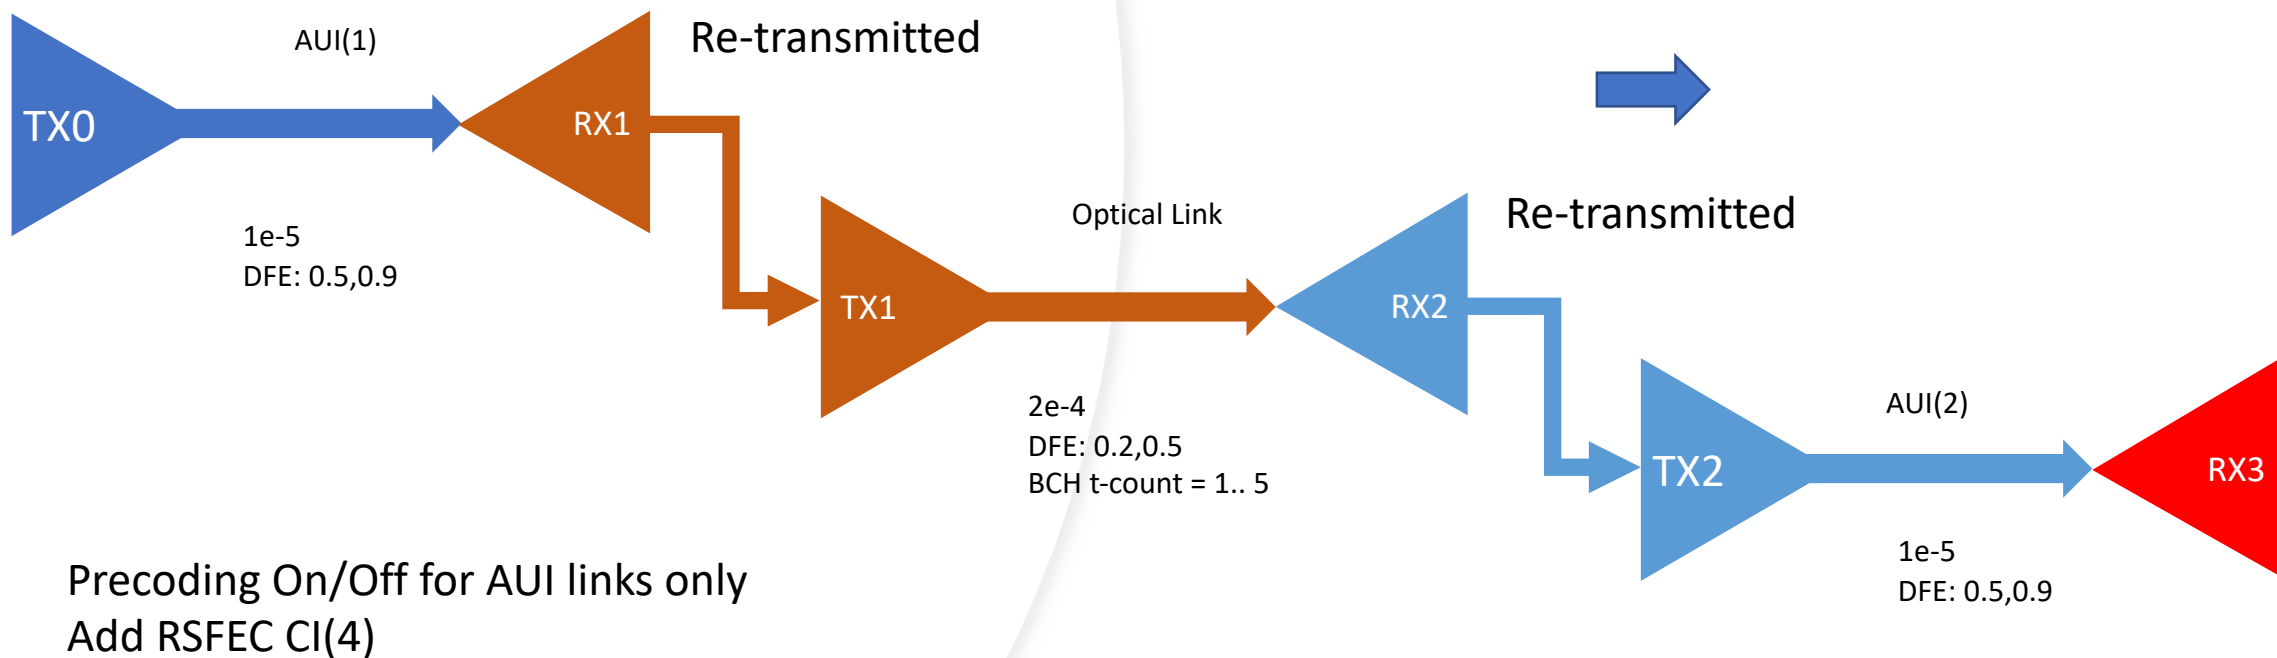 AUI(1)
Re-transmitted
TX0
RX1
1e-5
DFE: 0.5,0.9
Optical Link
Re-transmitted
TX1
RX2
2e-4
DFE: 0.2,0.5
BCH t-count = 1.. 5
AUI(2)
TX2
RX3
1e-5
DFE: 0.5,0.9
Precoding On/Off for AUI links only
Add RSFEC CI(4)